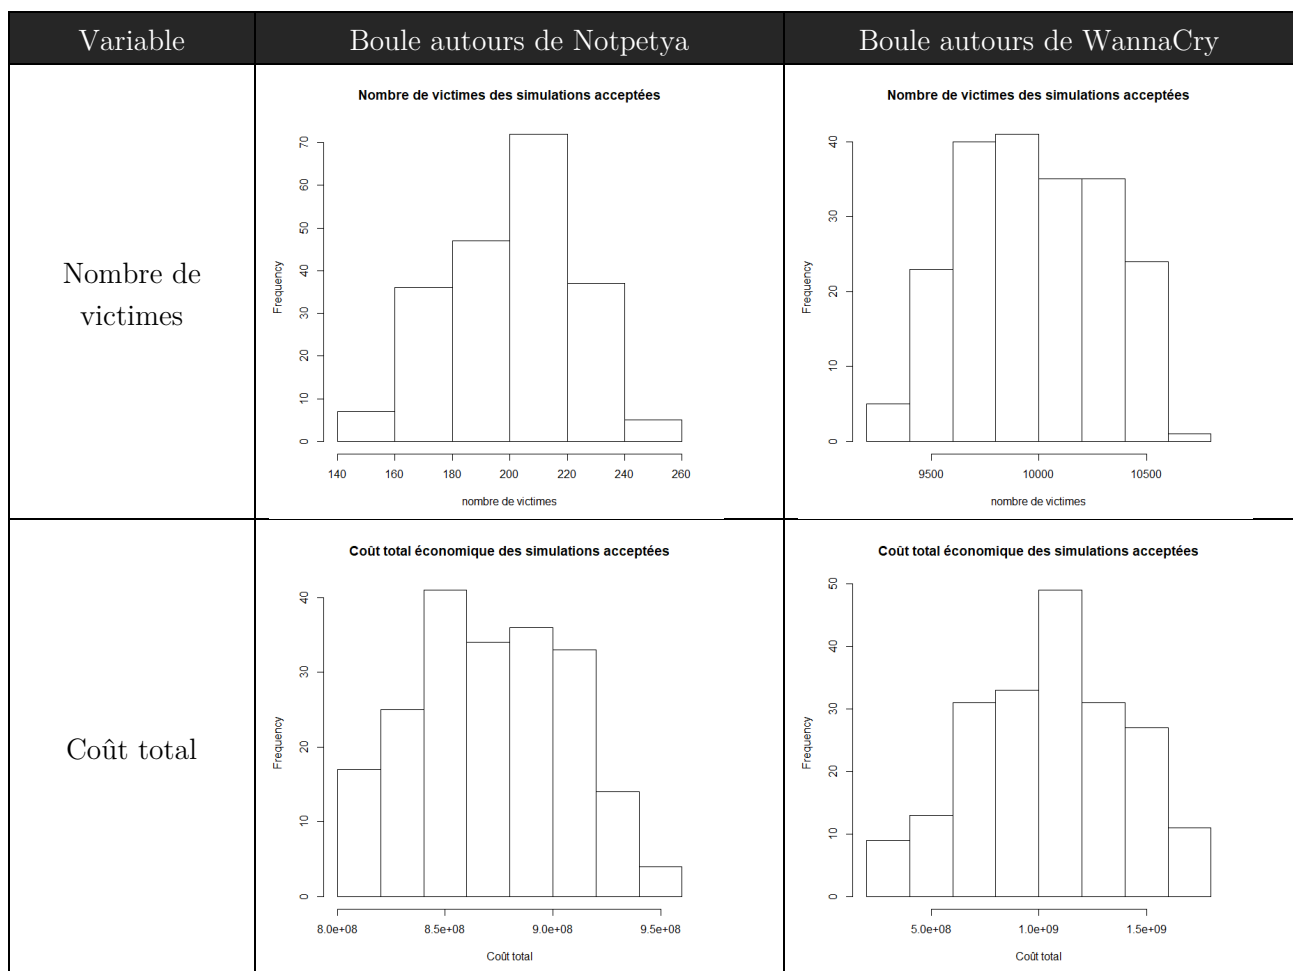 Variable
Boule autours de Notpetya
Boule autours de WannaCry
Nombre de
victimes
Nombre de victimes des simulations acceptées
Frequency
0 10 20 30 40 50 60 70
140 160 180 200 220 240 260
nombre de victimes
Nombre de victimes des simulations acceptées
Frequency
0 10 20 30 40
9500 10000 10500
nombre de victimes
Coût total
Coût total économique des simulations acceptées
Frequency
0 10 20 30 40
8.0e+08 8.5e+08 9.0e+08 9.5e+08
Coût total
Coût total économique des simulations acceptées
Frequency
0 10 20 30 40 50
5.0e+08 1.0e+09 1.5e+09
Coût total